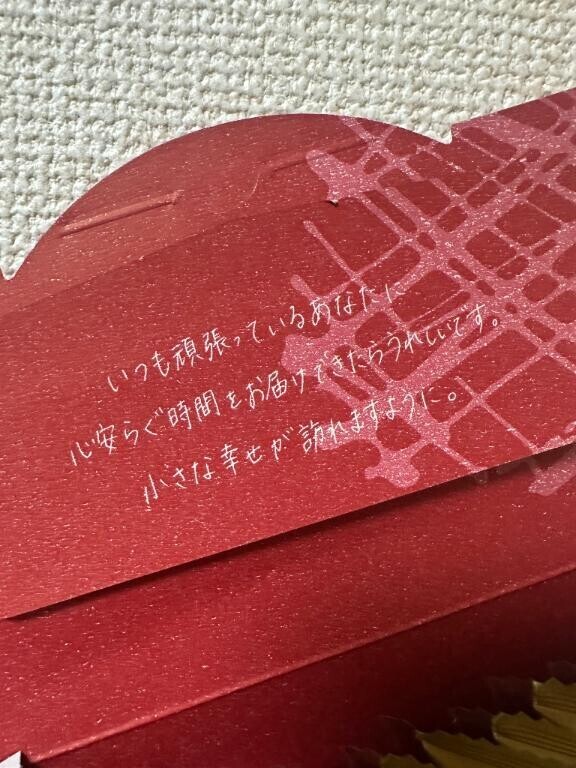 いつも頑張っているあなたに
心安らぐ時間をお届けできたらうれしいです。
小さな幸せが訪れますように。